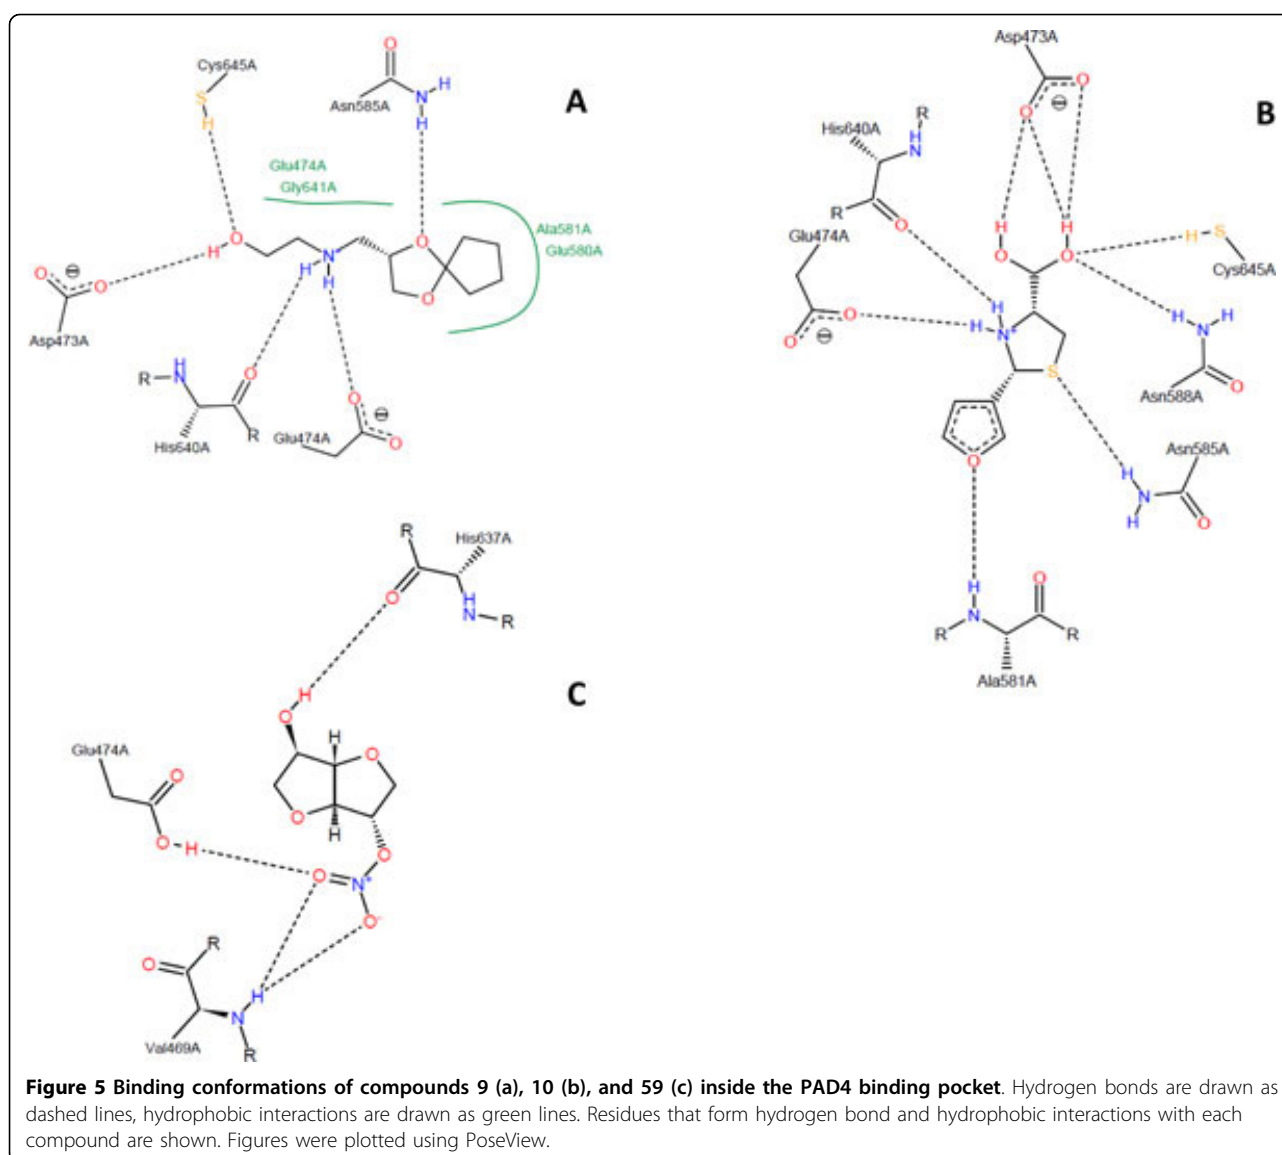 Cys645A
S
H
O
Asn585A
N
H
H
A
Glu474A
Gly641A
Ala581A
Glu580A
H
O
N+
H
H
O
O
O
O
⊖
Asp473A
H
N
R
O
R
His640A
O
O
⊖
Glu474A
Asp473A
O
O
⊖
B
His640A
R
H
N
R
O
Glu474A
O
O
⊖
H
H
O
O
H
S
Cys645A
H
H
N
O
Asn588A
H
H
N+
S
O
Asn585A
H
N
H
O
H
N
R
O
R
Ala581A
R
His637A
O
H
N
R
C
H
O
H
O
O
H
Glu474A
O
O
H
O
O
N+
O-
R
O
H
N
R
Val469A
Figure 5 Binding conformations of compounds 9 (a), 10 (b), and 59 (c) inside the PAD4 binding pocket. Hydrogen bonds are drawn as
dashed lines, hydrophobic interactions are drawn as green lines. Residues that form hydrogen bond and hydrophobic interactions with each
compound are shown. Figures were plotted using PoseView.